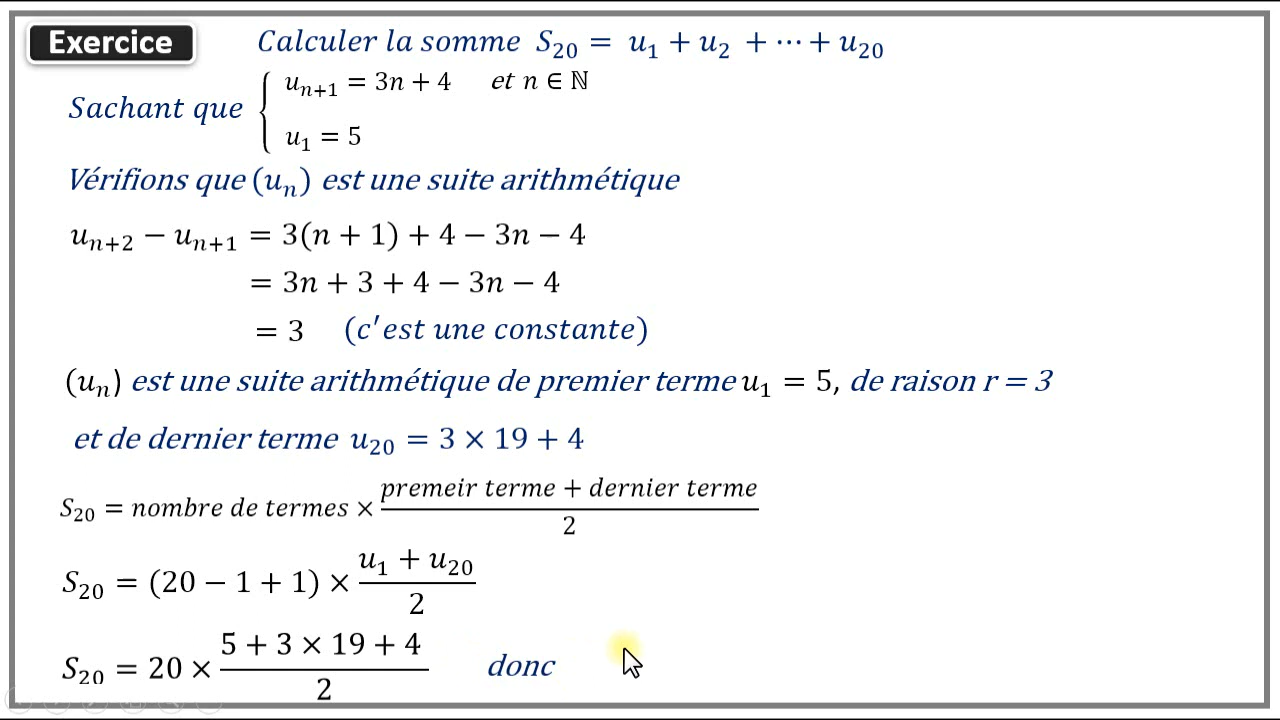 Exercice
Calculer la somme S₂₀ = u₁ + u₂ + ⋯ + u₂₀
Sachant que { uₙ₊₁ = 3n + 4 et n ∈ ℕ
u₁ = 5
Vérifions que (uₙ) est une suite arithmétique
uₙ₊₂ − uₙ₊₁ = 3(n + 1) + 4 − 3n − 4
= 3n + 3 + 4 − 3n − 4
= 3 (c'est une constante)
(uₙ) est une suite arithmétique de premier terme u₁ = 5, de raison r = 3
et de dernier terme u₂₀ = 3 × 19 + 4
S₂₀ = nombre de termes × (premeir terme + dernier terme)/2
S₂₀ = (20 − 1 + 1) × (u₁ + u₂₀)/2
S₂₀ = 20 × (5 + 3 × 19 + 4)/2 donc